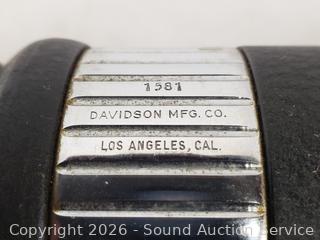 1581
DAVIDSON MFG. CO.
LOS ANGELES, CAL.
Copyright 2026 - Sound Auction Service